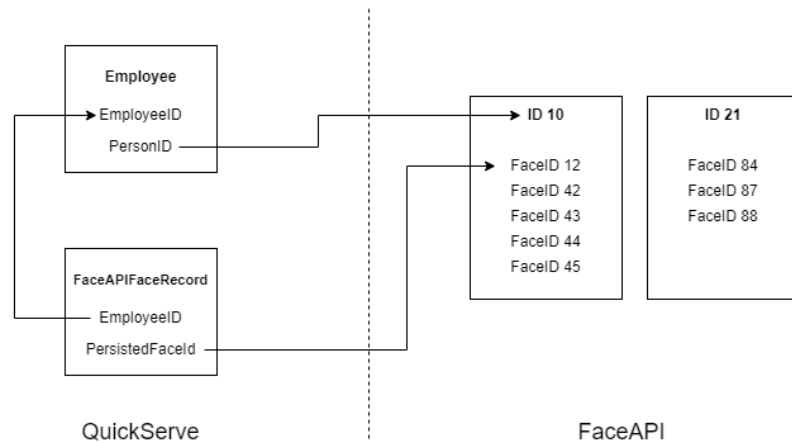 Employee
EmployeeID
PersonID
FaceAPIFaceRecord
EmployeeID
PersistedFaceId
QuickServe
ID 10
FaceID 12
FaceID 42
FaceID 43
FaceID 44
FaceID 45
ID 21
FaceID 84
FaceID 87
FaceID 88
FaceAPI